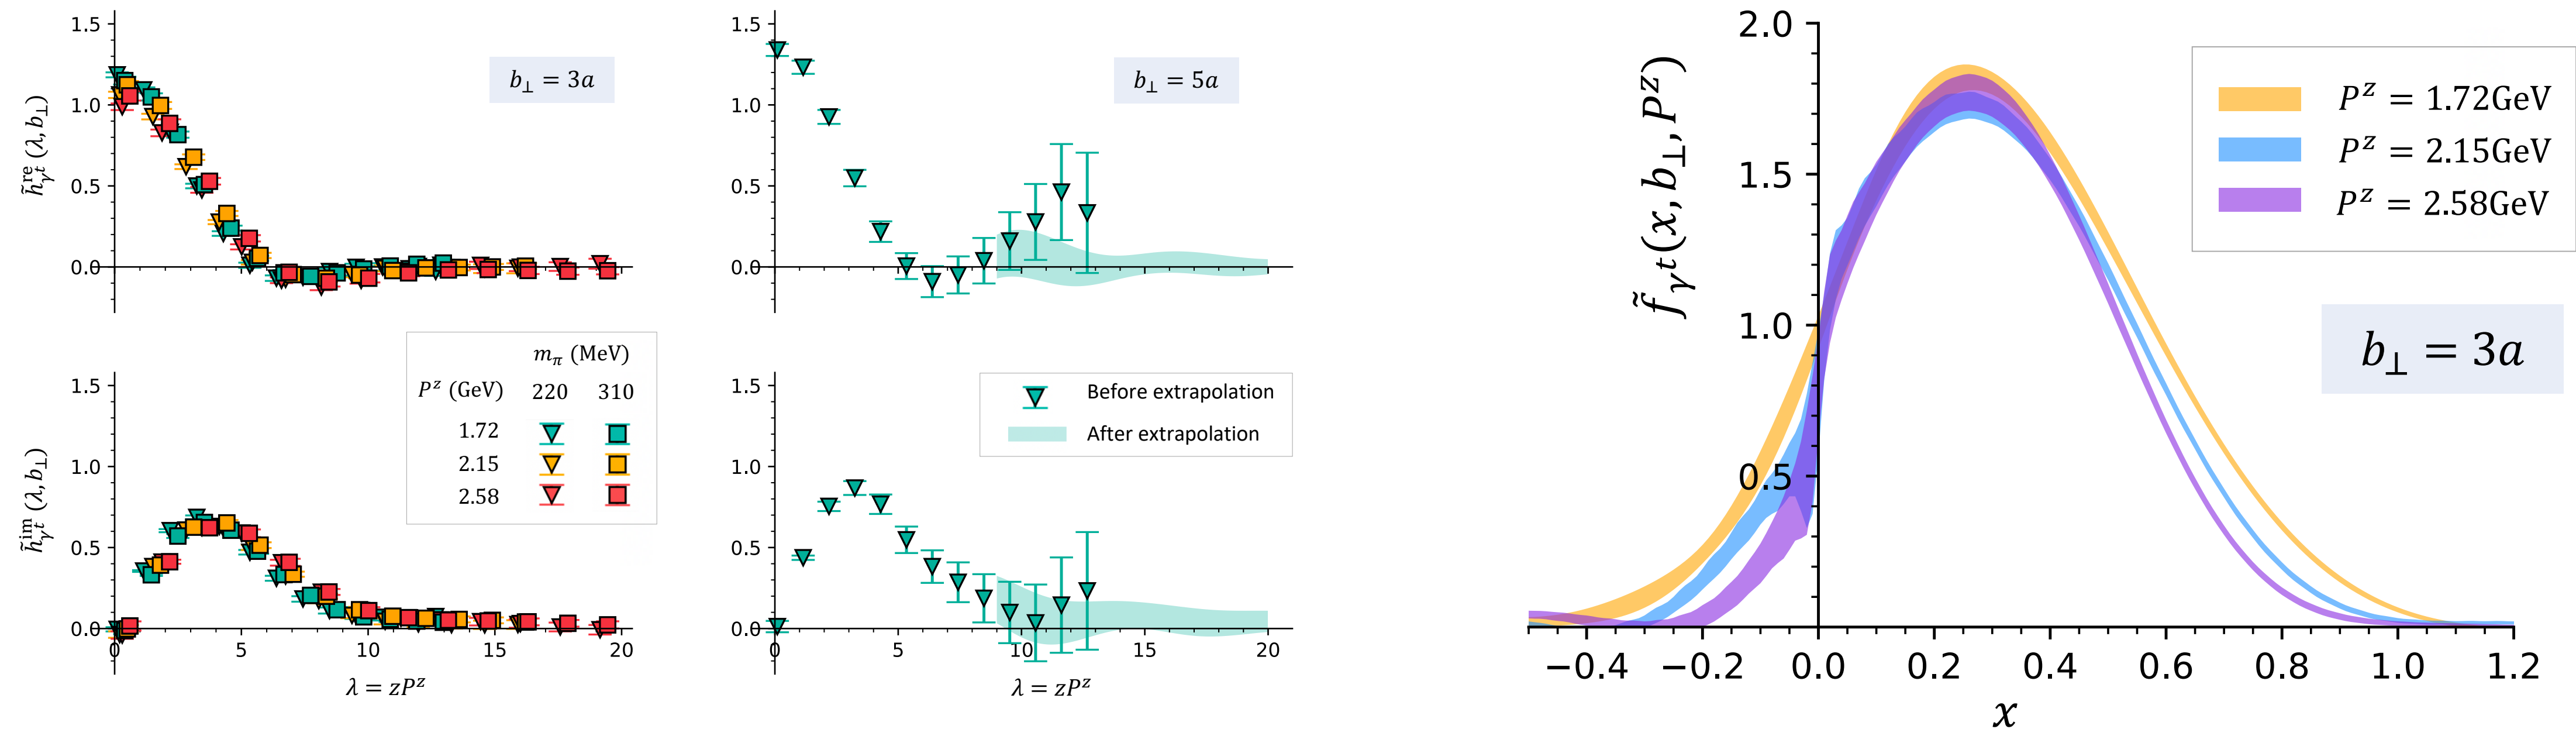 1.5
1.0
0.5
0.0
h̃^re_γ^t (λ, b⊥)
b⊥ = 3a
1.5
1.0
0.5
0.0
b⊥ = 5a
1.5
1.0
0.5
0.0
h̃^im_γ^t (λ, b⊥)
m_π (MeV)
P^z (GeV) 220 310
1.72
2.15
2.58
0 5 10 15 20
λ = zP^z
1.5
1.0
0.5
0.0
Before extrapolation
After extrapolation
0 5 10 15 20
λ = zP^z
2.0
1.5
1.0
0.5
f̃_γ^t(x, b⊥, P^z)
P^z = 1.72GeV
P^z = 2.15GeV
P^z = 2.58GeV
b⊥ = 3a
−0.4 −0.2 0.0 0.2 0.4 0.6 0.8 1.0 1.2
x